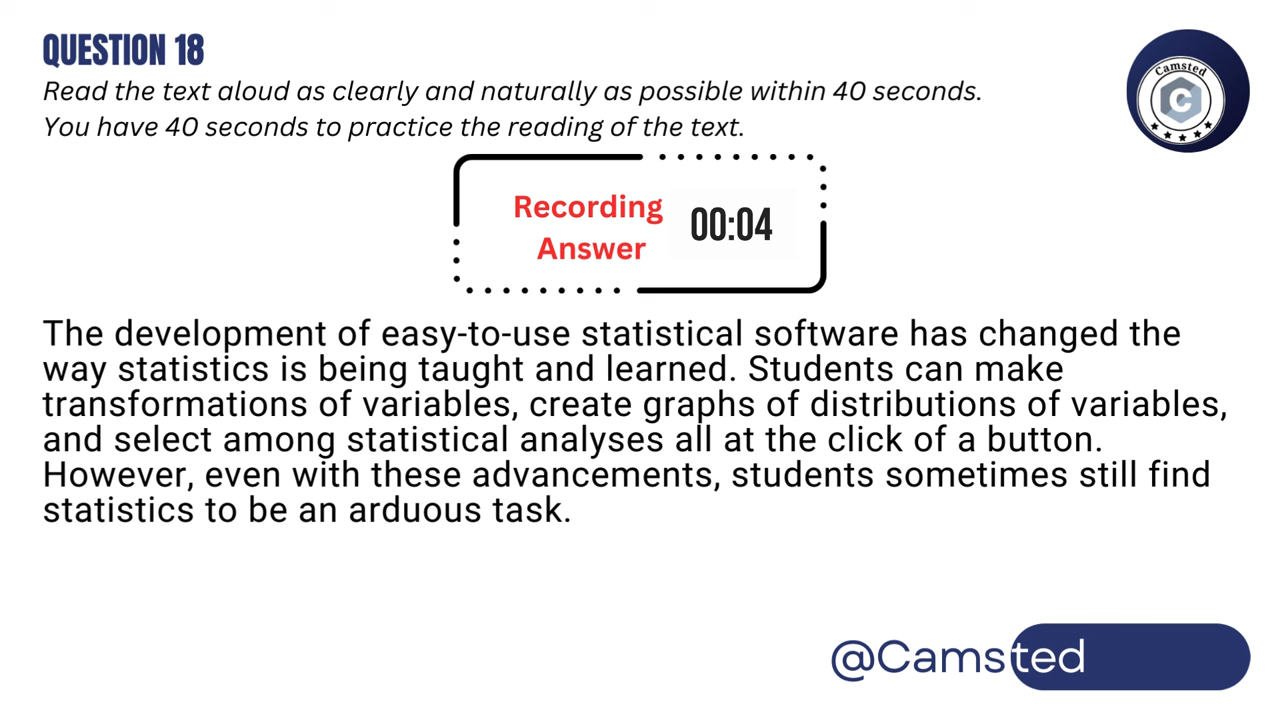 QUESTION 18
Read the text aloud as clearly and naturally as possible within 40 seconds.
You have 40 seconds to practice the reading of the text.
Camsted
C
Recording
Answer
00:04
The development of easy-to-use statistical software has changed the
way statistics is being taught and learned. Students can make
transformations of variables, create graphs of distributions of variables,
and select among statistical analyses all at the click of a button.
However, even with these advancements, students sometimes still find
statistics to be an arduous task.
@Camsted